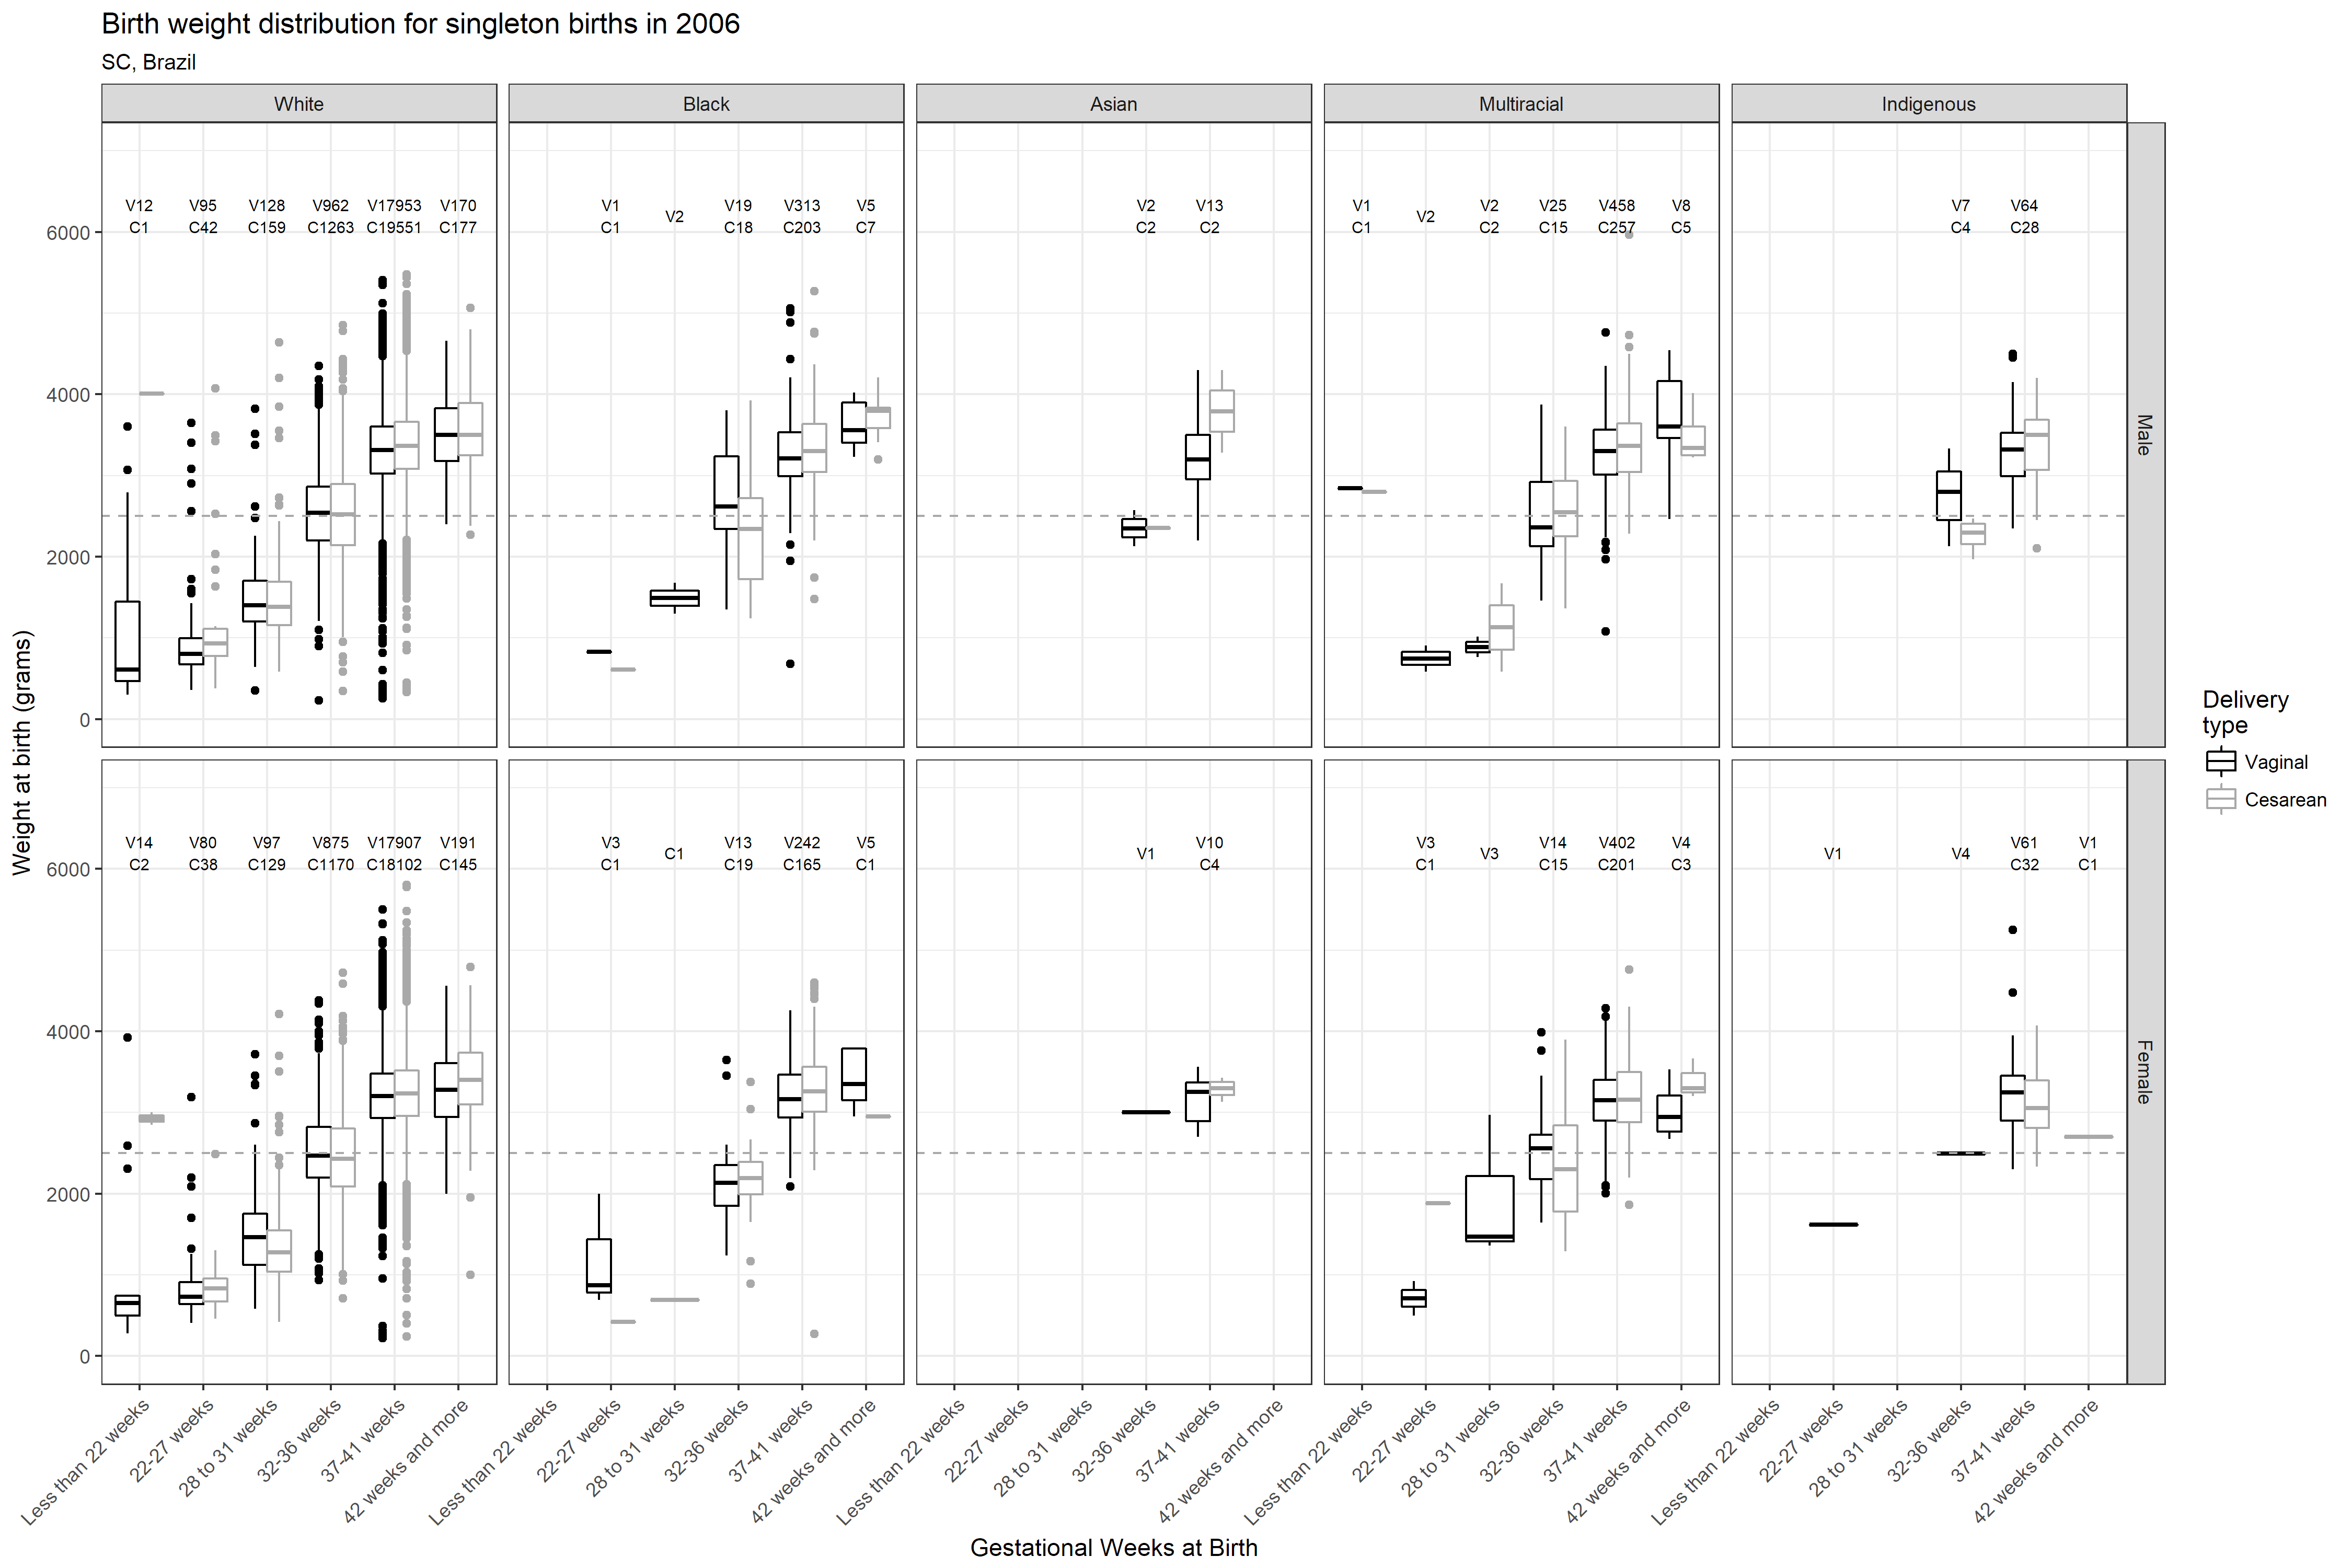 Birth weight distribution for singleton births in 2006
SC, Brazil
White
Black
Asian
Multiracial
Indigenous
Weight at birth (grams)
6000
4000
2000
0
V12 V95 V128 V962 V17953 V170
C1 C42 C159 C1263 C19551 C177
V1 V2 V19 V313 V5
C1 C18 C203 C7
V2 V13
C2 C2
V1 V2 V2 V25 V458 V8
C1 C2 C15 C257 C5
V7 V64
C4 C28
Male
6000
4000
2000
0
V14 V80 V97 V875 V17907 V191
C2 C38 C129 C1170 C18102 C145
V3 C1 V13 V242 V5
C1 C19 C165 C1
V1 V10
C4
V3 V3 V14 V402 V4
C1 C15 C201 C3
V1 V4 V61 V1
C32 C1
Female
Less than 22 weeks
22-27 weeks
28 to 31 weeks
32-36 weeks
37-41 weeks
42 weeks and more
Less than 22 weeks
22-27 weeks
28 to 31 weeks
32-36 weeks
37-41 weeks
42 weeks and more
Less than 22 weeks
22-27 weeks
28 to 31 weeks
32-36 weeks
37-41 weeks
42 weeks and more
Less than 22 weeks
22-27 weeks
28 to 31 weeks
32-36 weeks
37-41 weeks
42 weeks and more
Less than 22 weeks
22-27 weeks
28 to 31 weeks
32-36 weeks
37-41 weeks
42 weeks and more
Gestational Weeks at Birth
Delivery
type
Vaginal
Cesarean